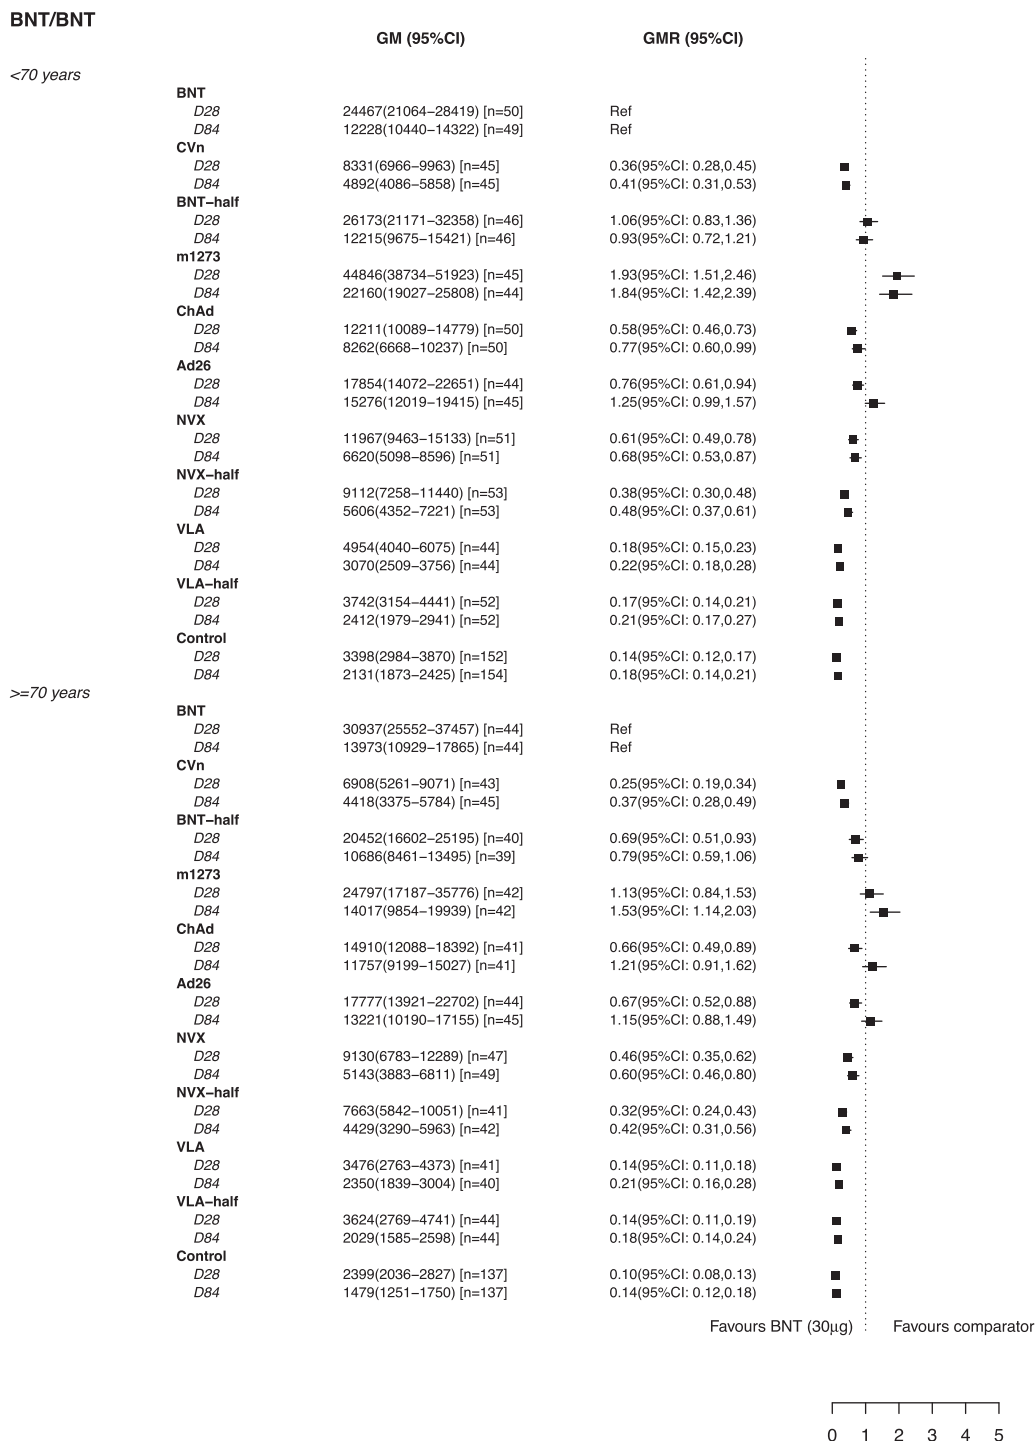 BNT/BNT
GM (95%CI) GMR (95%CI)
<70 years
BNT
D28 24467(21064−28419) [n=50] Ref
D84 12228(10440−14322) [n=49] Ref
CVn
D28 8331(6966−9963) [n=45] 0.36(95%CI: 0.28,0.45)
D84 4892(4086−5858) [n=45] 0.41(95%CI: 0.31,0.53)
BNT−half
D28 26173(21171−32358) [n=46] 1.06(95%CI: 0.83,1.36)
D84 12215(9675−15421) [n=46] 0.93(95%CI: 0.72,1.21)
m1273
D28 44846(38734−51923) [n=45] 1.93(95%CI: 1.51,2.46)
D84 22160(19027−25808) [n=44] 1.84(95%CI: 1.42,2.39)
ChAd
D28 12211(10089−14779) [n=50] 0.58(95%CI: 0.46,0.73)
D84 8262(6668−10237) [n=50] 0.77(95%CI: 0.60,0.99)
Ad26
D28 17854(14072−22651) [n=44] 0.76(95%CI: 0.61,0.94)
D84 15276(12019−19415) [n=45] 1.25(95%CI: 0.99,1.57)
NVX
D28 11967(9463−15133) [n=51] 0.61(95%CI: 0.49,0.78)
D84 6620(5098−8596) [n=51] 0.68(95%CI: 0.53,0.87)
NVX−half
D28 9112(7258−11440) [n=53] 0.38(95%CI: 0.30,0.48)
D84 5606(4352−7221) [n=53] 0.48(95%CI: 0.37,0.61)
VLA
D28 4954(4040−6075) [n=44] 0.18(95%CI: 0.15,0.23)
D84 3070(2509−3756) [n=44] 0.22(95%CI: 0.18,0.28)
VLA−half
D28 3742(3154−4441) [n=52] 0.17(95%CI: 0.14,0.21)
D84 2412(1979−2941) [n=52] 0.21(95%CI: 0.17,0.27)
Control
D28 3398(2984−3870) [n=152] 0.14(95%CI: 0.12,0.17)
D84 2131(1873−2425) [n=154] 0.18(95%CI: 0.14,0.21)
>=70 years
BNT
D28 30937(25552−37457) [n=44] Ref
D84 13973(10929−17865) [n=44] Ref
CVn
D28 6908(5261−9071) [n=43] 0.25(95%CI: 0.19,0.34)
D84 4418(3375−5784) [n=45] 0.37(95%CI: 0.28,0.49)
BNT−half
D28 20452(16602−25195) [n=40] 0.69(95%CI: 0.51,0.93)
D84 10686(8461−13495) [n=39] 0.79(95%CI: 0.59,1.06)
m1273
D28 24797(17187−35776) [n=42] 1.13(95%CI: 0.84,1.53)
D84 14017(9854−19939) [n=42] 1.53(95%CI: 1.14,2.03)
ChAd
D28 14910(12088−18392) [n=41] 0.66(95%CI: 0.49,0.89)
D84 11757(9199−15027) [n=41] 1.21(95%CI: 0.91,1.62)
Ad26
D28 17777(13921−22702) [n=44] 0.67(95%CI: 0.52,0.88)
D84 13221(10190−17155) [n=45] 1.15(95%CI: 0.88,1.49)
NVX
D28 9130(6783−12289) [n=47] 0.46(95%CI: 0.35,0.62)
D84 5143(3883−6811) [n=49] 0.60(95%CI: 0.46,0.80)
NVX−half
D28 7663(5842−10051) [n=41] 0.32(95%CI: 0.24,0.43)
D84 4429(3290−5963) [n=42] 0.42(95%CI: 0.31,0.56)
VLA
D28 3476(2763−4373) [n=41] 0.14(95%CI: 0.11,0.18)
D84 2350(1839−3004) [n=40] 0.21(95%CI: 0.16,0.28)
VLA−half
D28 3624(2769−4741) [n=44] 0.14(95%CI: 0.11,0.19)
D84 2029(1585−2598) [n=44] 0.18(95%CI: 0.14,0.24)
Control
D28 2399(2036−2827) [n=137] 0.10(95%CI: 0.08,0.13)
D84 1479(1251−1750) [n=137] 0.14(95%CI: 0.12,0.18)
Favours BNT (30µg) Favours comparator
0 1 2 3 4 5